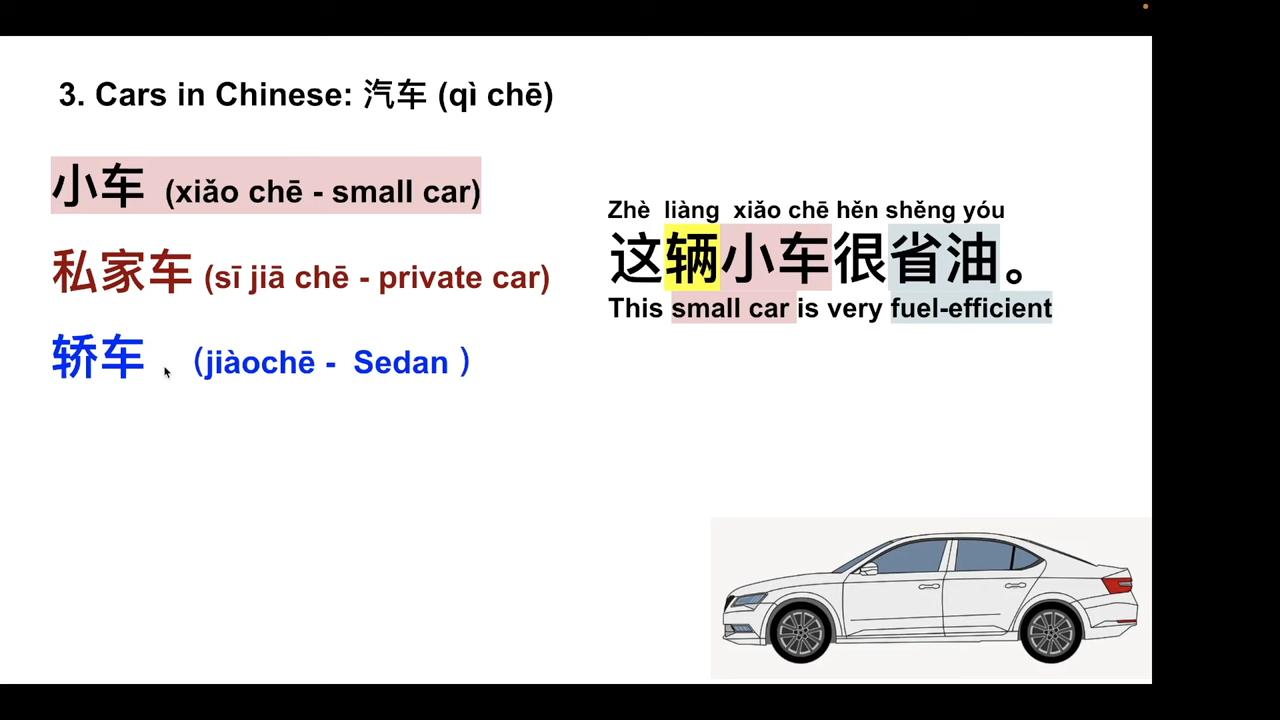 3. Cars in Chinese: 汽车 (qì chē)
小车 (xiǎo chē - small car)
私家车 (sī jiā chē - private car)
轿车 （jiàochē - Sedan ）
Zhè liàng xiǎo chē hěn shěng yóu
这辆小车很省油。
This small car is very fuel-efficient